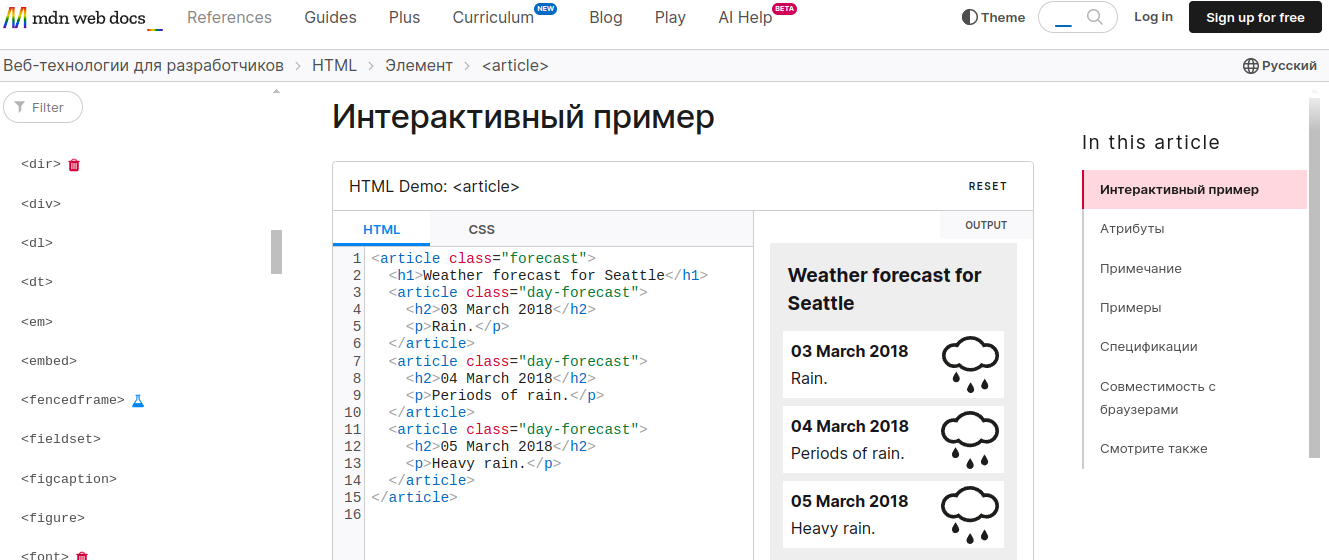 mdn web docs
References
Guides
Plus
Curriculum NEW
Blog
Play
AI Help BETA
Theme
Log in
Sign up for free
Веб-технологии для разработчиков
HTML
Элемент
<article>
Русский
Filter
<dir>
<div>
<dl>
<dt>
<em>
<embed>
<fencedframe>
<fieldset>
<figcaption>
<figure>
<font>
Интерактивный пример
HTML Demo: <article>
RESET
HTML
CSS
1 <article class="forecast">
2 <h1>Weather forecast for Seattle</h1>
3 <article class="day-forecast">
4 <h2>03 March 2018</h2>
5 <p>Rain.</p>
6 </article>
7 <article class="day-forecast">
8 <h2>04 March 2018</h2>
9 <p>Periods of rain.</p>
10 </article>
11 <article class="day-forecast">
12 <h2>05 March 2018</h2>
13 <p>Heavy rain.</p>
14 </article>
15 </article>
16
OUTPUT
Weather forecast for
Seattle
03 March 2018
Rain.
04 March 2018
Periods of rain.
05 March 2018
Heavy rain.
In this article
Интерактивный пример
Атрибуты
Примечание
Примеры
Спецификации
Совместимость с
браузерами
Смотрите также